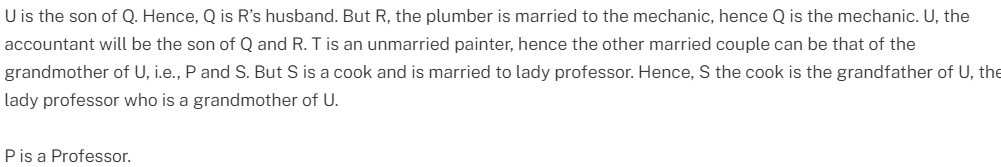 U is the son of Q. Hence, Q is R's husband. But R, the plumber is married to the mechanic, hence Q is the mechanic. U, the
accountant will be the son of Q and R. T is an unmarried painter, hence the other married couple can be that of the
grandmother of U, i.e., P and S. But S is a cook and is married to lady professor. Hence, S the cook is the grandfather of U, the
lady professor who is a grandmother of U.
P is a Professor.